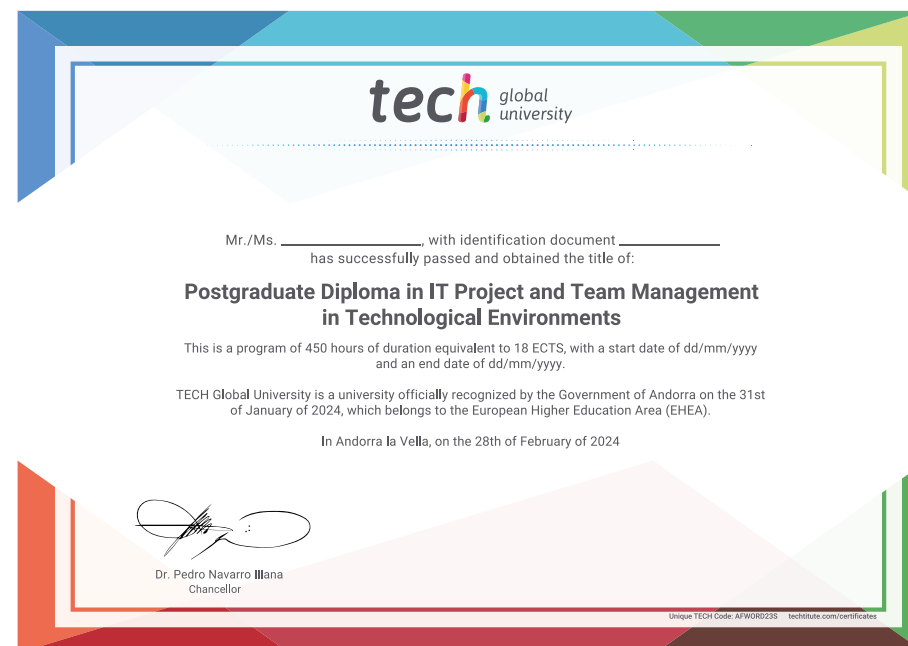 tech global
university
Mr./Ms. ____________, with identification document ____________
has successfully passed and obtained the title of:
Postgraduate Diploma in IT Project and Team Management
in Technological Environments
This is a program of 450 hours of duration equivalent to 18 ECTS, with a start date of dd/mm/yyyy
and an end date of dd/mm/yyyy.
TECH Global University is a university officially recognized by the Government of Andorra on the 31st
of January of 2024, which belongs to the European Higher Education Area (EHEA).
In Andorra la Vella, on the 28th of February of 2024
Dr. Pedro Navarro Illana
Chancellor
Unique TECH Code: AFWORD23S techtitute.com/certificates